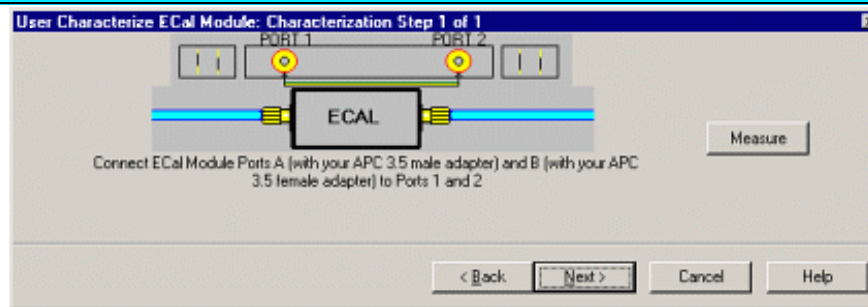 User Characterize ECal Module: Characterization Step 1 of 1
PORT 1 PORT 2
ECAL
Measure
Connect ECal Module Ports A (with your APC 3.5 male adapter) and B (with your APC
3.5 female adapter) to Ports 1 and 2
< Back Next > Cancel Help